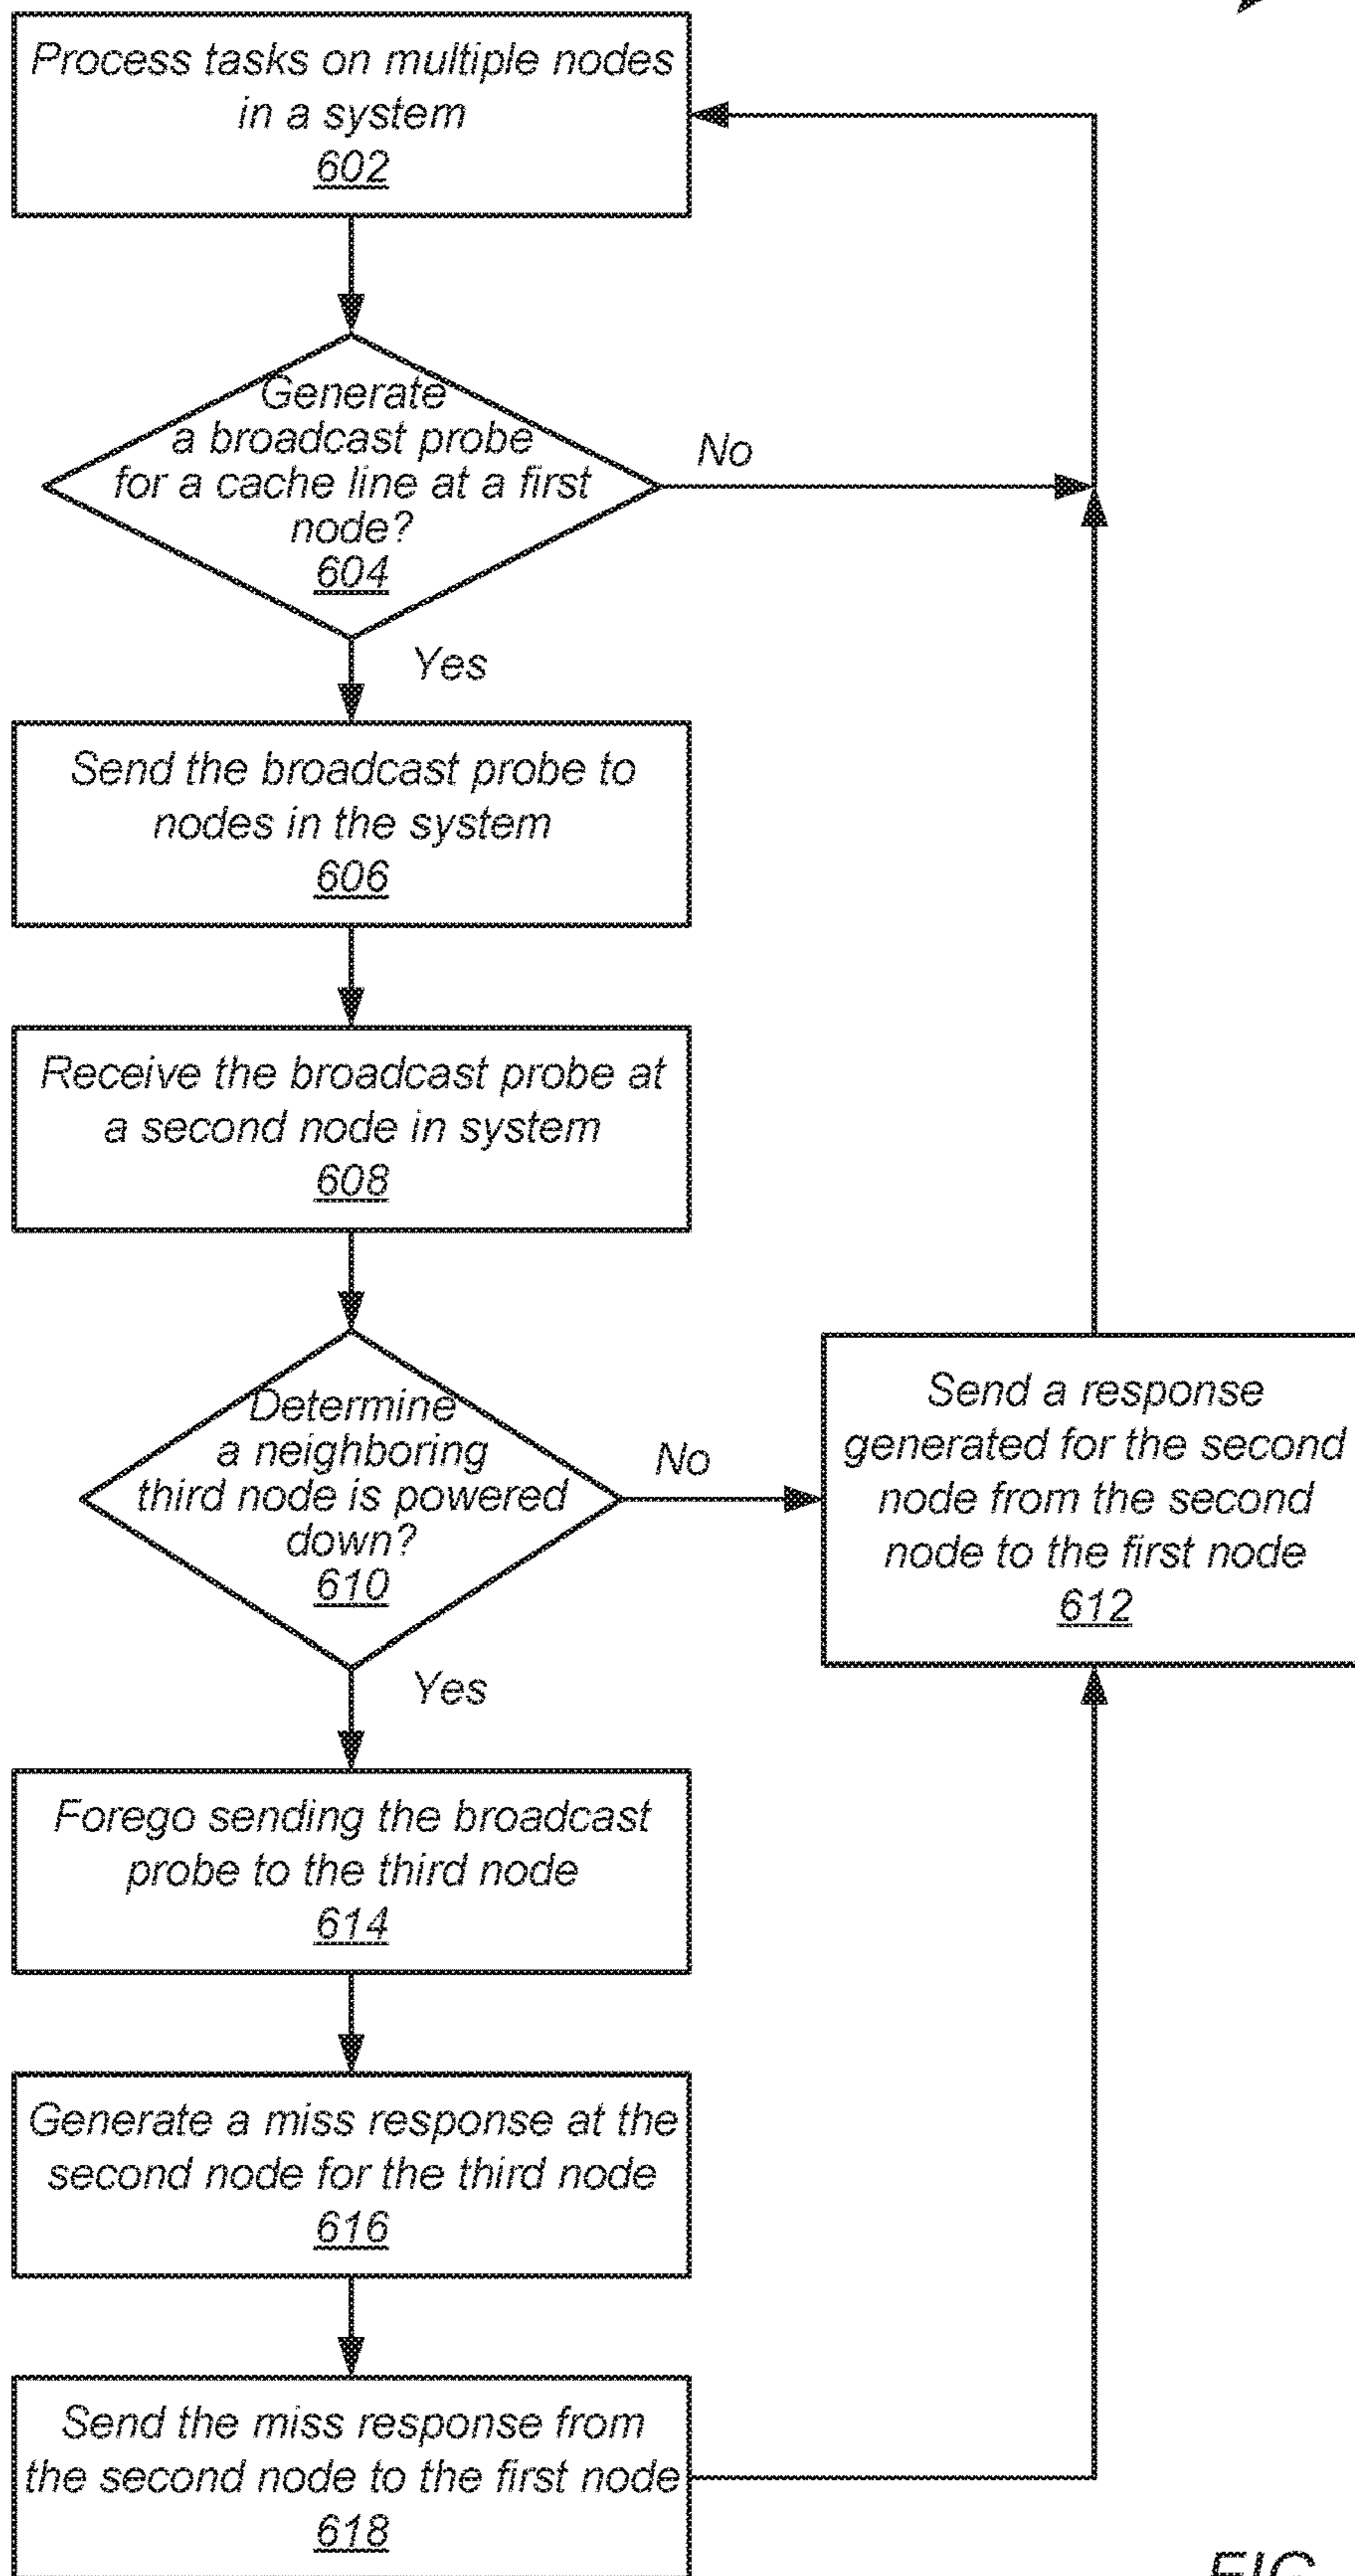 Process tasks on multiple nodes
in a system
602
Generate
a broadcast probe
for a cache line at a first
node?
604
No
Yes
Send the broadcast probe to
nodes in the system
606
Receive the broadcast probe at
a second node in system
608
Determine
a neighboring
third node is powered
down?
610
No
Yes
Send a response
generated for the second
node from the second
node to the first node
612
Forego sending the broadcast
probe to the third node
614
Generate a miss response at the
second node for the third node
616
Send the miss response from
the second node to the first node
618
FIG